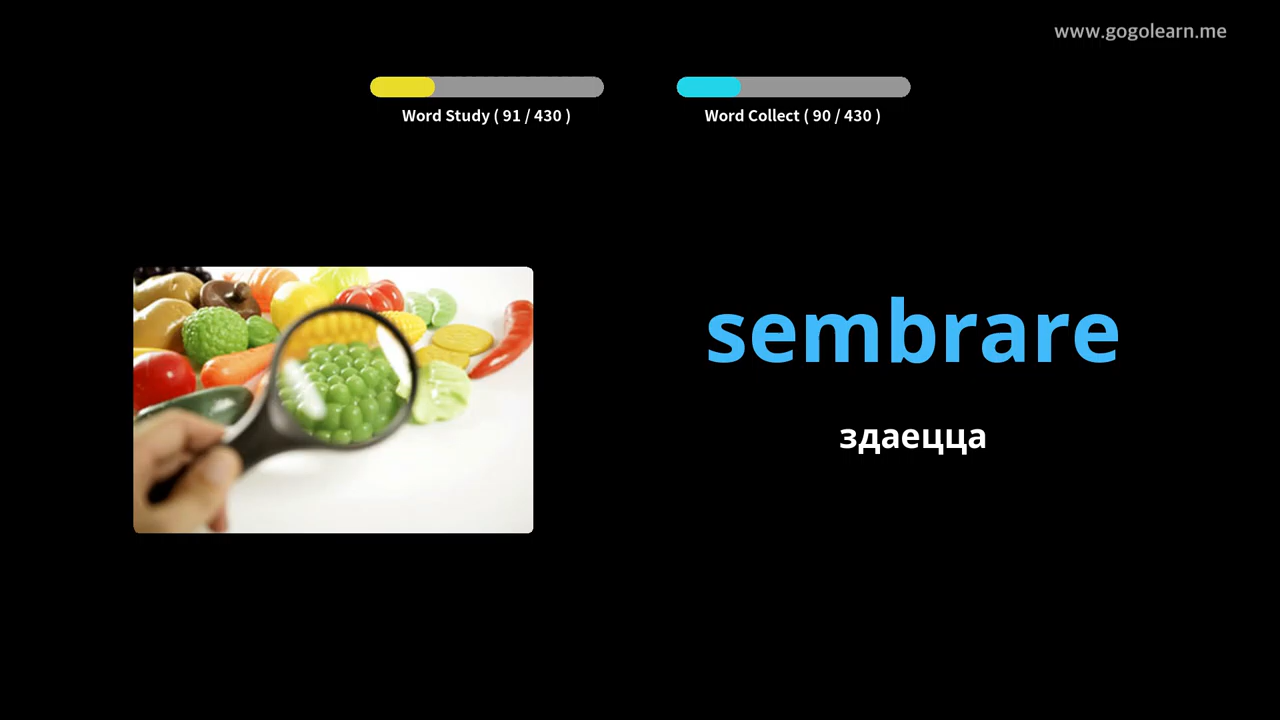 www.gogolearn.me
Word Study ( 91 / 430 )
Word Collect ( 90 / 430 )
sembrare
здаецца